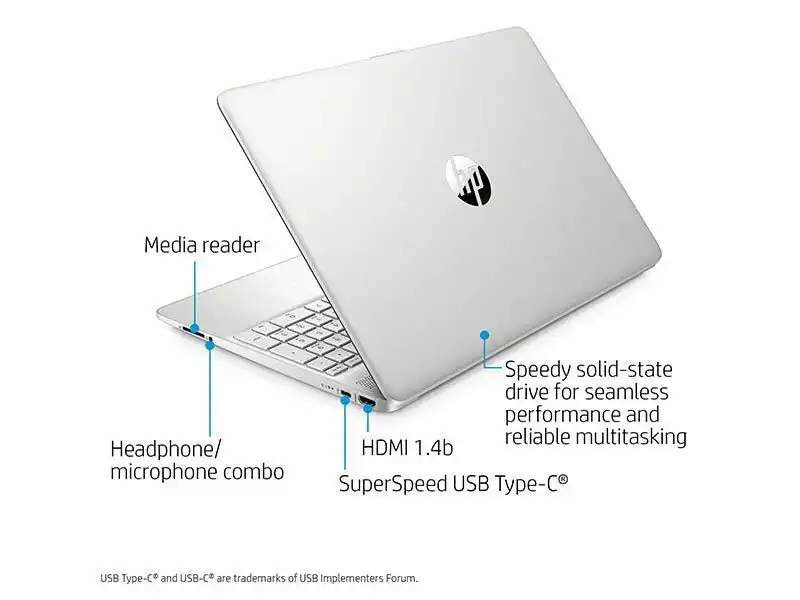 hp
Media reader
Speedy solid-state
drive for seamless
performance and
reliable multitasking
Headphone/
microphone combo
HDMI 1.4b
SuperSpeed USB Type-C®
USB Type-C® and USB-C® are trademarks of USB Implementers Forum.